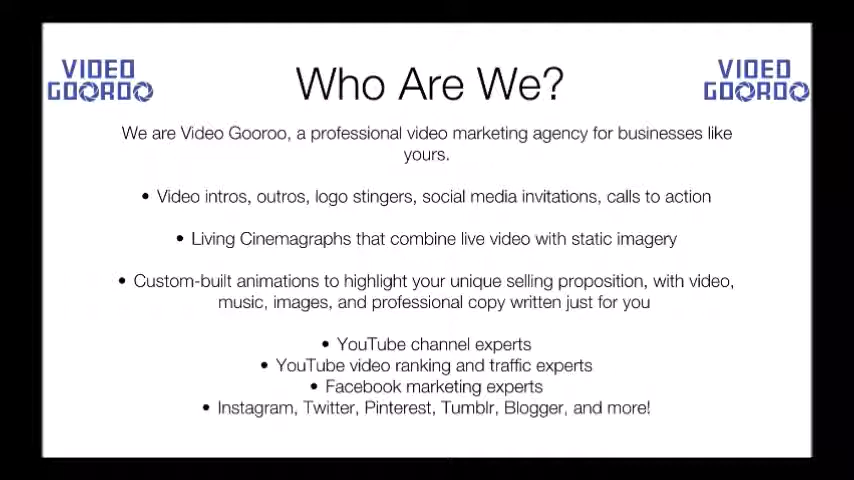 VIDEO
GOOROO
Who Are We?
VIDEO
GOOROO
We are Video Gooroo, a professional video marketing agency for businesses like
yours.
• Video intros, outros, logo stingers, social media invitations, calls to action
• Living Cinemagraphs that combine live video with static imagery
• Custom-built animations to highlight your unique selling proposition, with video,
music, images, and professional copy written just for you
• YouTube channel experts
• YouTube video ranking and traffic experts
• Facebook marketing experts
• Instagram, Twitter, Pinterest, Tumblr, Blogger, and more!